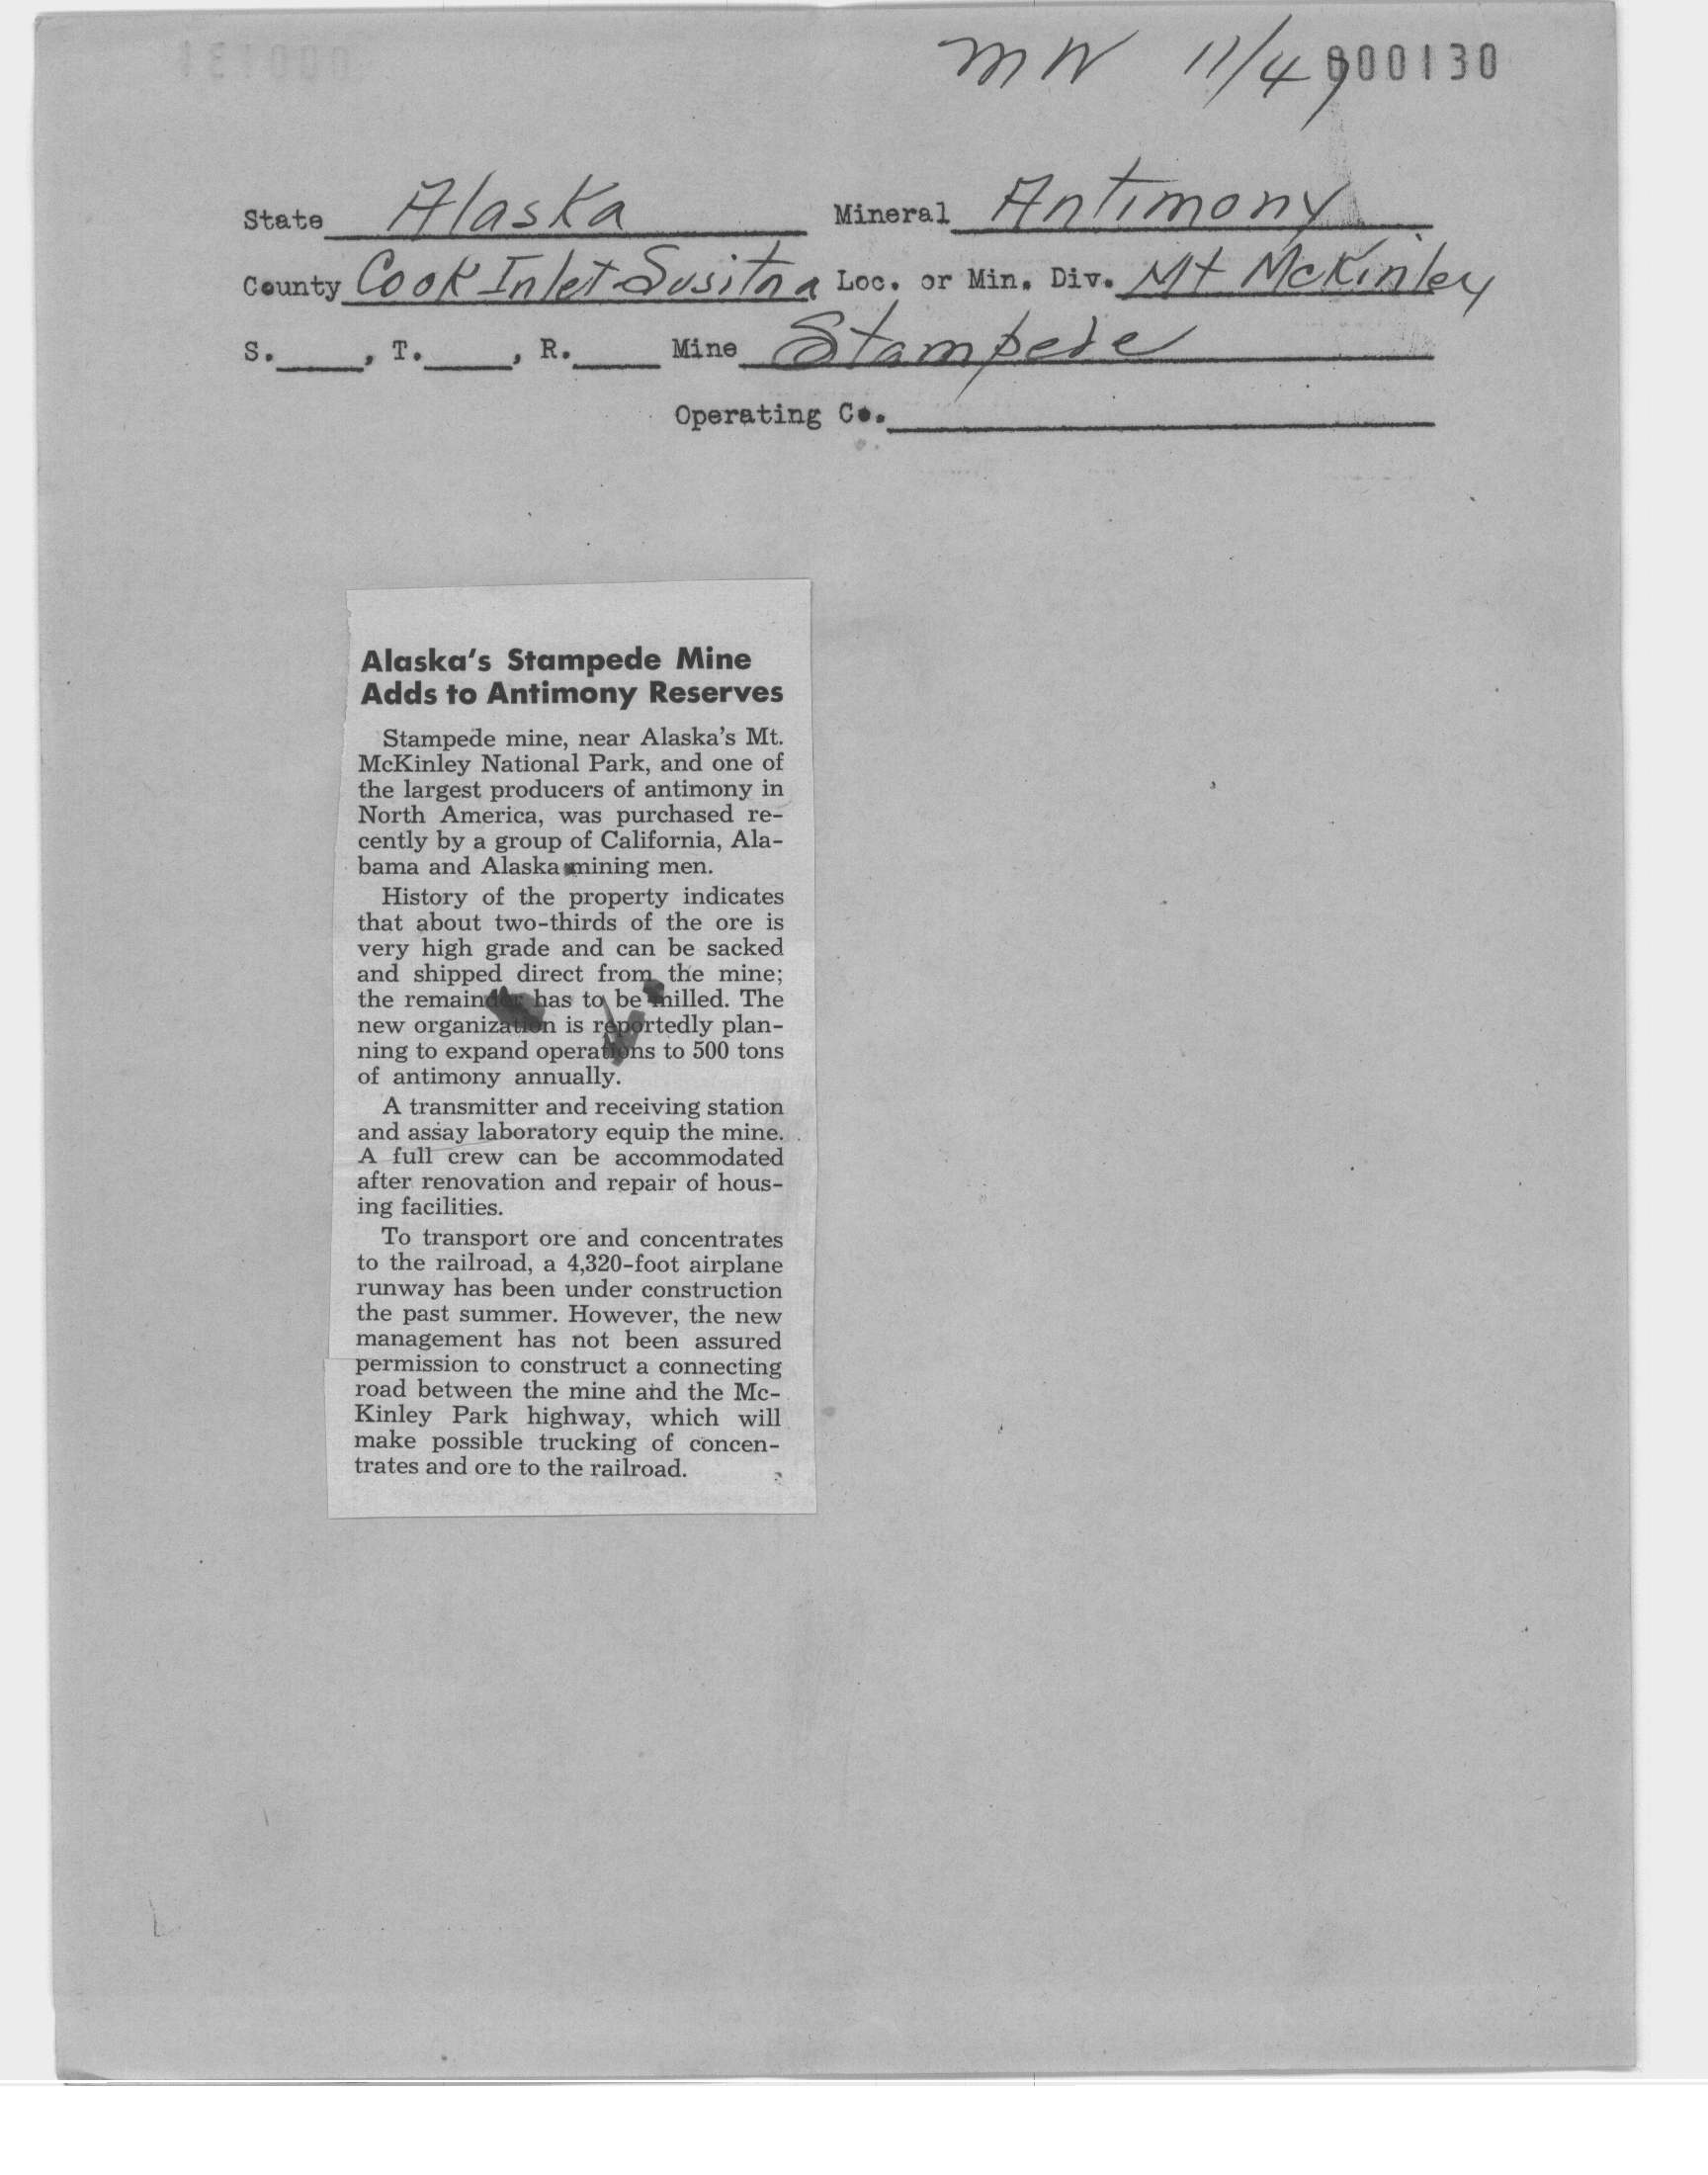 MW 11/49 000130
State Alaska Mineral Antimony
County Cook Inlet-Susitna Loc. or Min. Div. Mt McKinley
S.____, T.____, R.____ Mine Stampede
Operating Co.
Alaska's Stampede Mine
Adds to Antimony Reserves
Stampede mine, near Alaska's Mt.
McKinley National Park, and one of
the largest producers of antimony in
North America, was purchased re-
cently by a group of California, Ala-
bama and Alaska mining men.
History of the property indicates
that about two-thirds of the ore is
very high grade and can be sacked
and shipped direct from the mine;
the remainder has to be milled. The
new organization is reportedly plan-
ning to expand operations to 500 tons
of antimony annually.
A transmitter and receiving station
and assay laboratory equip the mine.
A full crew can be accommodated
after renovation and repair of hous-
ing facilities.
To transport ore and concentrates
to the railroad, a 4,320-foot airplane
runway has been under construction
the past summer. However, the new
management has not been assured
permission to construct a connecting
road between the mine and the Mc-
Kinley Park highway, which will
make possible trucking of concen-
trates and ore to the railroad.